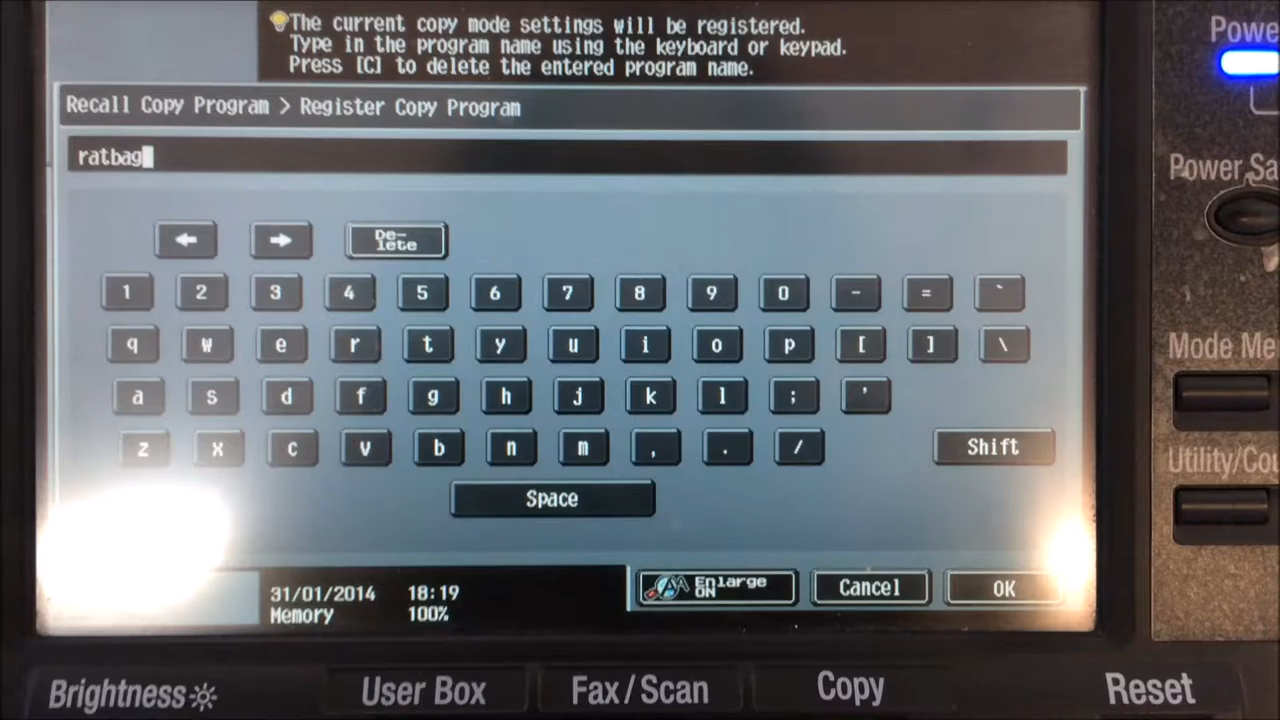 The current copy mode settings will be registered.
Type in the program name using the keyboard or keypad.
Press [C] to delete the entered program name.
Recall Copy Program > Register Copy Program
ratbag
De-
lete
1 2 3 4 5 6 7 8 9 0 - = `
q w e r t y u i o p [ ] \
a s d f g h j k l ; '
z x c v b n m , . / Shift
Space
31/01/2014 18:19
Memory 100%
Enlarge
ON
Cancel
OK
Brightness
User Box
Fax/Scan
Copy
Reset
Powe
Power Sa
Mode Me
Utility/Cou